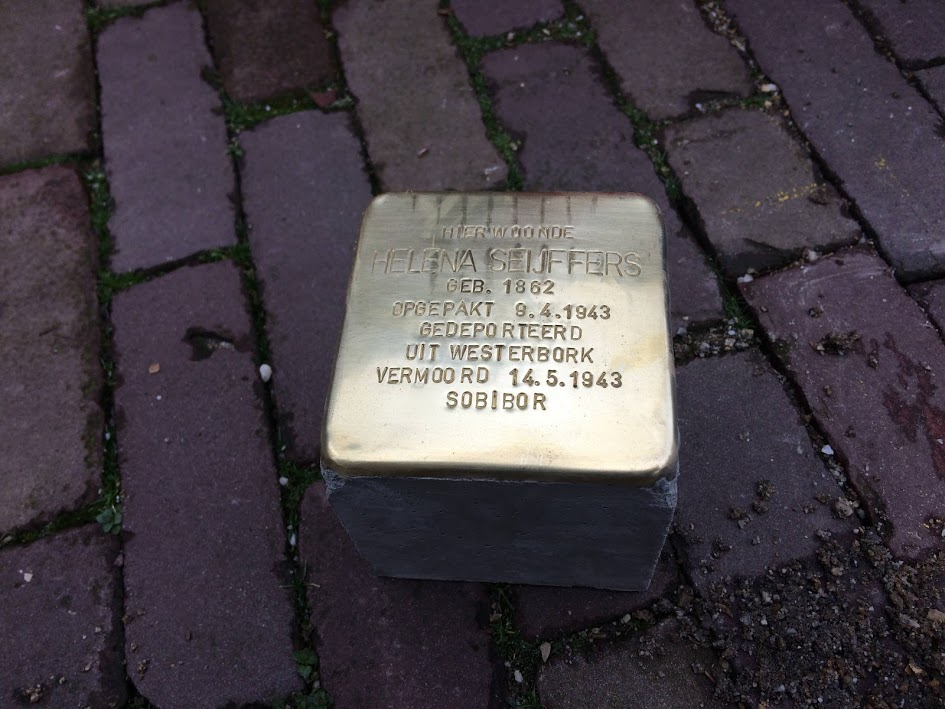 HIER WOONDE
HELENA SEIJFFERS
GEB. 1862
OPGEPAKT 9.4.1943
GEDEPORTEERD
UIT WESTERBORK
VERMOORD 14.5.1943
SOBIBOR